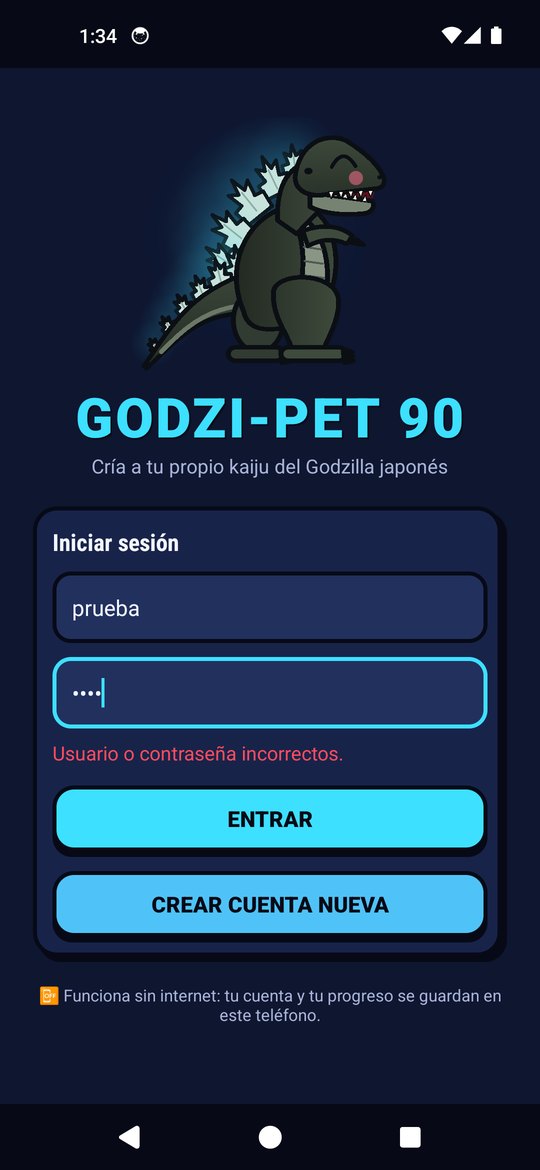 1:34
GODZI-PET 90
Cría a tu propio kaiju del Godzilla japonés
Iniciar sesión
prueba
••••
Usuario o contraseña incorrectos.
ENTRAR
CREAR CUENTA NUEVA
📴 Funciona sin internet: tu cuenta y tu progreso se guardan en
este teléfono.